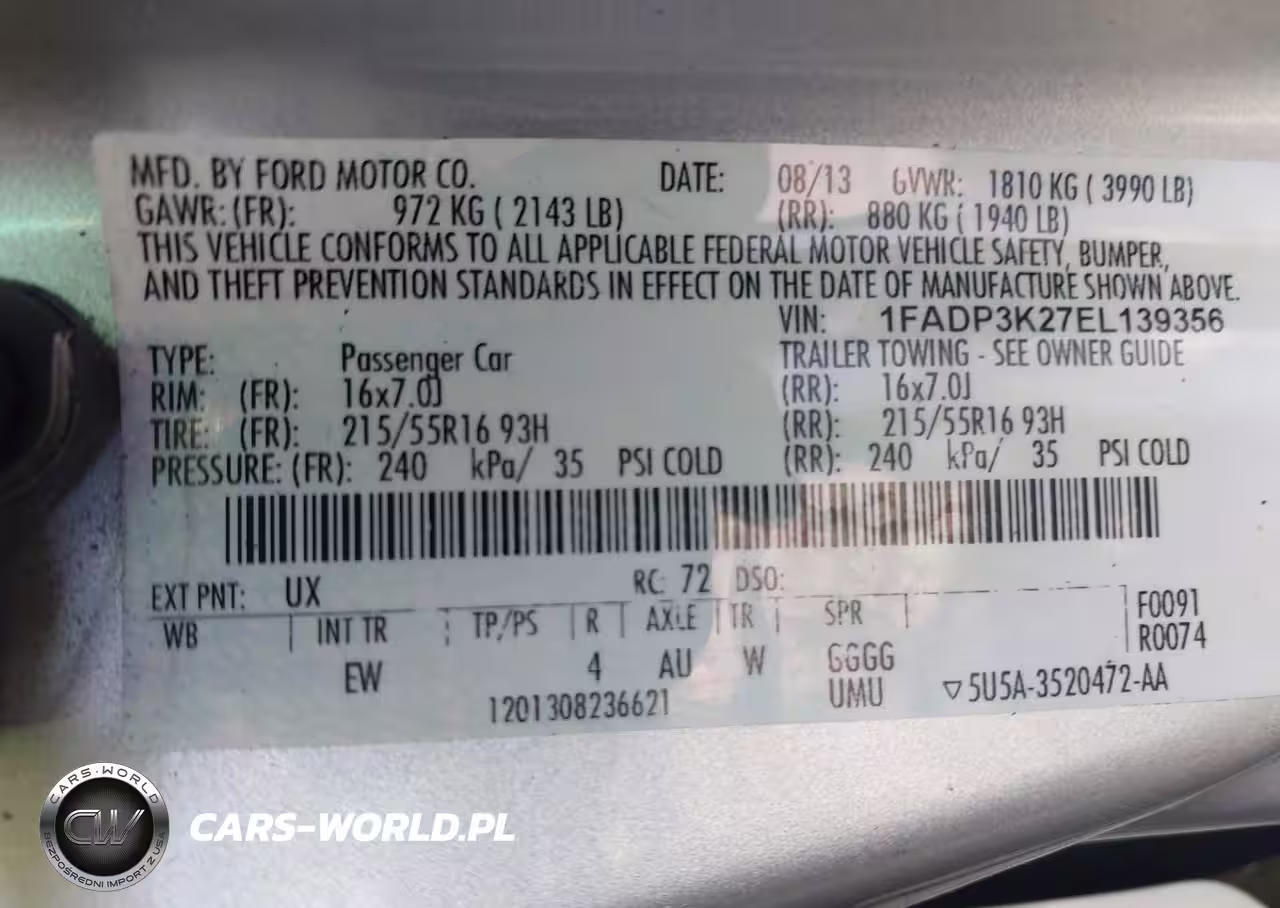 MFD. BY FORD MOTOR CO. DATE: 08/13 GVWR: 1810 KG ( 3990 LB)
GAWR: (FR): 972 KG ( 2143 LB) (RR): 880 KG ( 1940 LB)
THIS VEHICLE CONFORMS TO ALL APPLICABLE FEDERAL MOTOR VEHICLE SAFETY, BUMPER,
AND THEFT PREVENTION STANDARDS IN EFFECT ON THE DATE OF MANUFACTURE SHOWN ABOVE.
VIN: 1FADP3K27EL139356
TYPE: Passenger Car TRAILER TOWING - SEE OWNER GUIDE
RIM: (FR): 16x7.0J (RR): 16x7.0J
TIRE: (FR): 215/55R16 93H (RR): 215/55R16 93H
PRESSURE: (FR): 240 kPa/ 35 PSI COLD (RR): 240 kPa/ 35 PSI COLD
EXT PNT: UX RC: 72 DSO:
WB INT TR TP/PS R AXLE TR SPR F0091
R0074
EW 4 AU W GGGG
1201308236621 UMU ▽5U5A-3520472-AA
CARS-WORLD
CW
BEZPOŚREDNI IMPORT Z USA
CARS-WORLD.PL